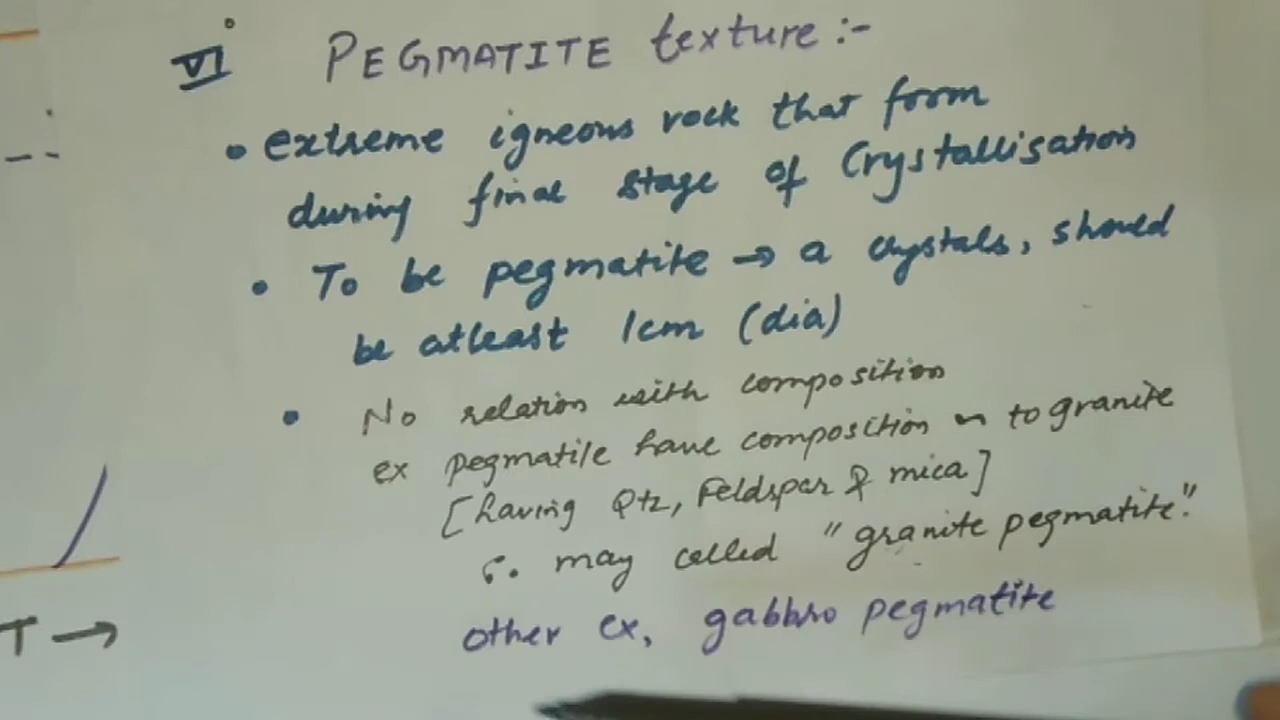 VI PEGMATITE texture :-
• extreme igneous rock that form
during final stage of Crystallisation
• To be pegmatite → a crystals, should
be atleast 1cm (dia)
• No relation with composition
ex pegmatite have composition ~ to granite
[having Qtz, Feldspar & mica]
∴ may called "granite pegmatite".
other ex, gabbro pegmatite
T →